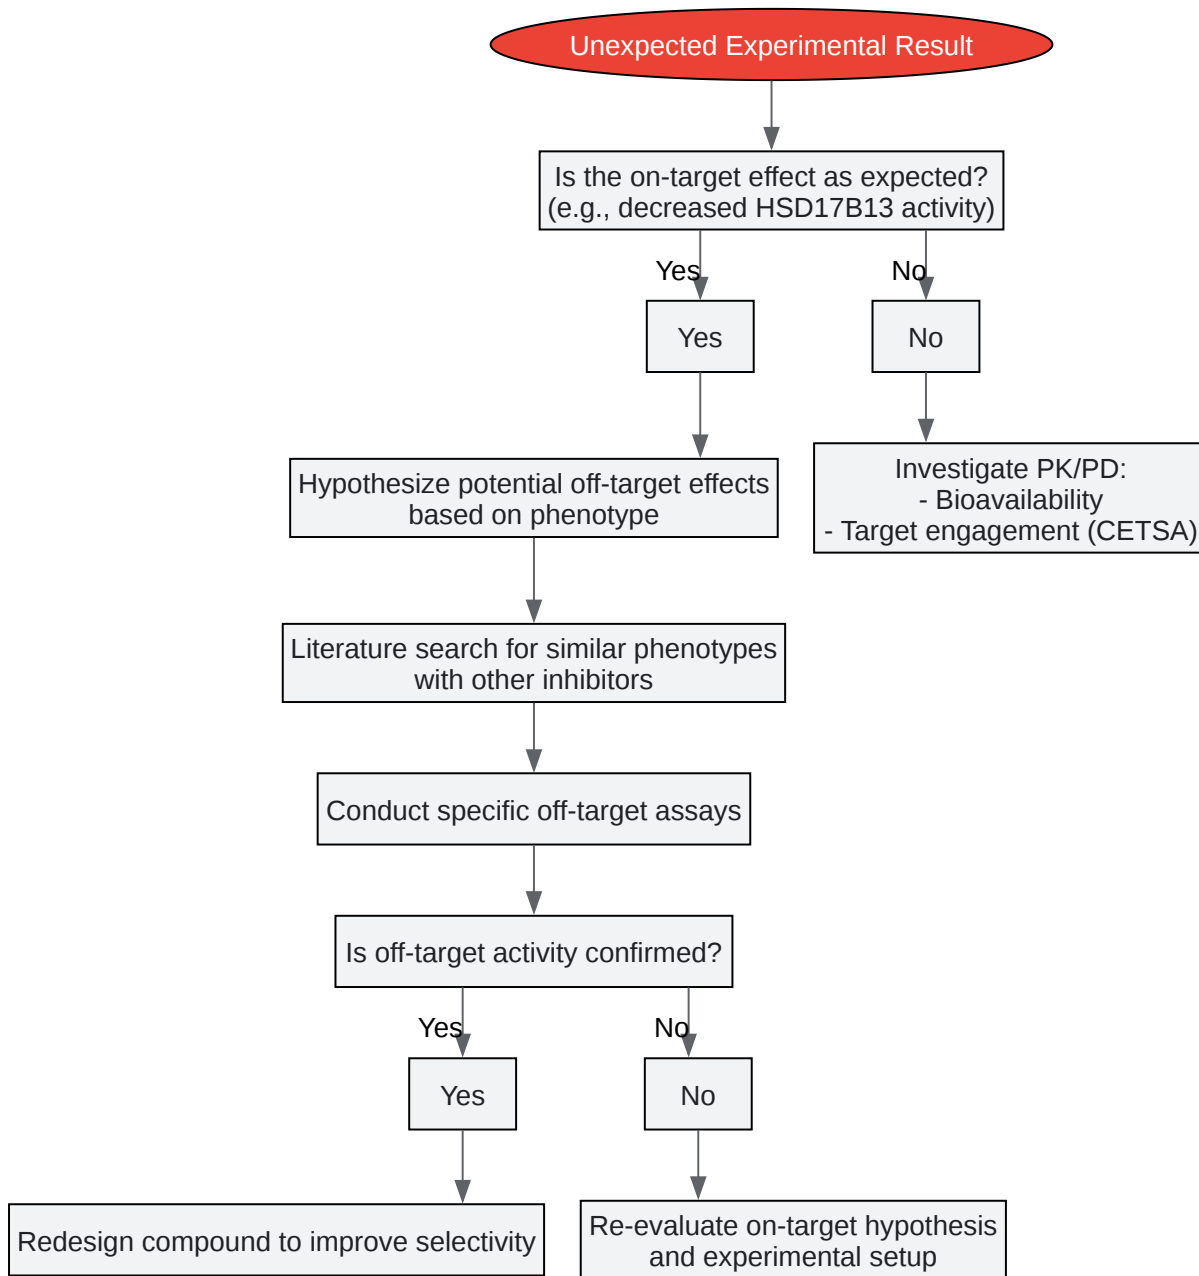 Unexpected Experimental Result
Is the on-target effect as expected?
(e.g., decreased HSD17B13 activity)
Yes
No
Yes
No
Hypothesize potential off-target effects
based on phenotype
Investigate PK/PD:
- Bioavailability
- Target engagement (CETSA)
Literature search for similar phenotypes
with other inhibitors
Conduct specific off-target assays
Is off-target activity confirmed?
Yes
No
Yes
No
Redesign compound to improve selectivity
Re-evaluate on-target hypothesis
and experimental setup